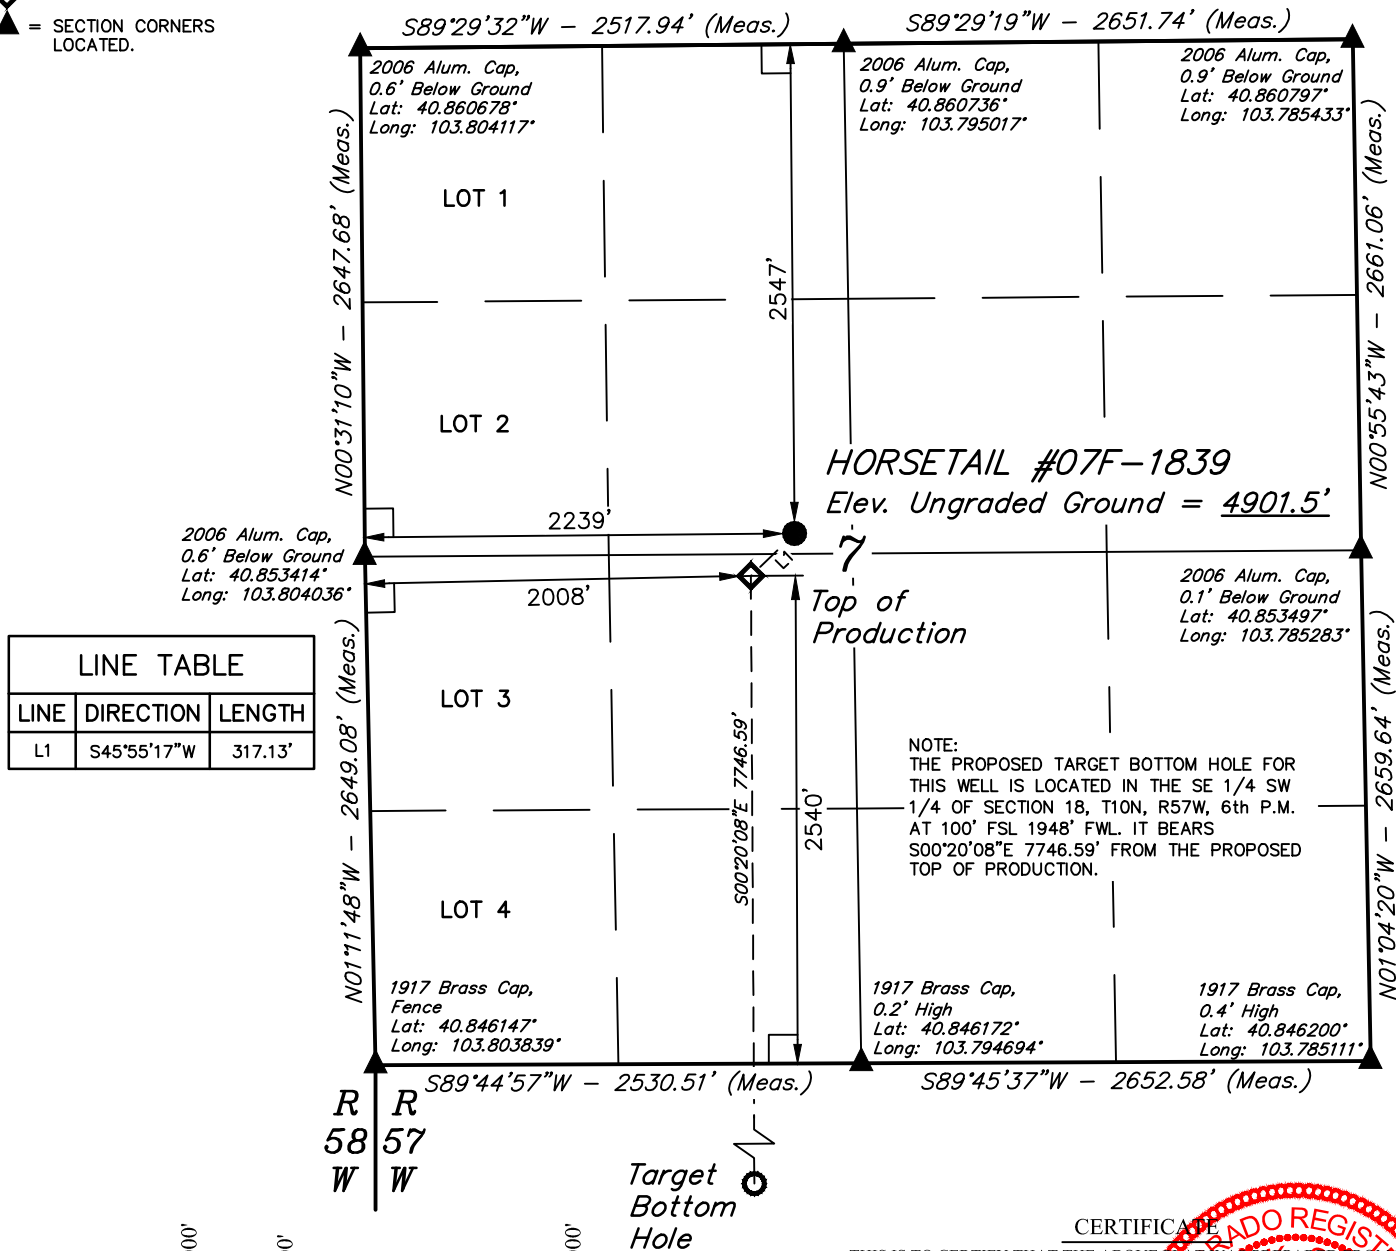 = SECTION CORNERS
LOCATED.
S89°29'32"W - 2517.94' (Meas.)
S89°29'19"W - 2651.74' (Meas.)
2006 Alum. Cap,
0.6' Below Ground
Lat: 40.860678°
Long: 103.804117°
2006 Alum. Cap,
0.9' Below Ground
Lat: 40.860736°
Long: 103.795017°
2006 Alum. Cap,
0.9' Below Ground
Lat: 40.860797°
Long: 103.785433°
N00°31'10"W - 2647.68' (Meas.)
N00°55'43"W - 2661.06' (Meas.)
LOT 1
2547'
LOT 2
HORSETAIL #07F-1839
Elev. Ungraded Ground = 4901.5'
2239'
7
L1
2006 Alum. Cap,
0.6' Below Ground
Lat: 40.853414°
Long: 103.804036°
2008'
Top of
Production
2006 Alum. Cap,
0.1' Below Ground
Lat: 40.853497°
Long: 103.785283°
LINE TABLE
LINE DIRECTION LENGTH
L1 S45°55'17"W 317.13'
N01°11'48"W - 2649.08' (Meas.)
N01°04'20"W - 2659.64' (Meas.)
LOT 3
S00°20'08"E 7746.59'
2540'
NOTE:
THE PROPOSED TARGET BOTTOM HOLE FOR
THIS WELL IS LOCATED IN THE SE 1/4 SW
1/4 OF SECTION 18, T10N, R57W, 6th P.M.
AT 100' FSL 1948' FWL. IT BEARS
S00°20'08"E 7746.59' FROM THE PROPOSED
TOP OF PRODUCTION.
LOT 4
1917 Brass Cap,
Fence
Lat: 40.846147°
Long: 103.803839°
1917 Brass Cap,
0.2' High
Lat: 40.846172°
Long: 103.794694°
1917 Brass Cap,
0.4' High
Lat: 40.846200°
Long: 103.785111°
S89°44'57"W - 2530.51' (Meas.)
S89°45'37"W - 2652.58' (Meas.)
R R
58 57
W W
Target
Bottom
Hole
CERTIFICATE
RADO REGIST
00'
0'
00'